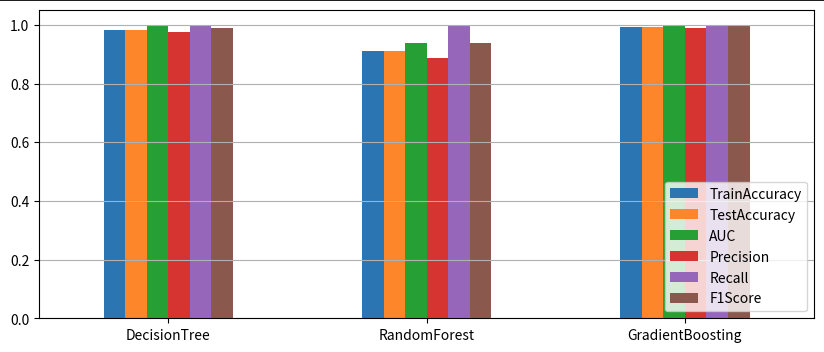 1.0
0.8
0.6
0.4
0.2
0.0
TrainAccuracy
TestAccuracy
AUC
Precision
Recall
F1Score
DecisionTree RandomForest GradientBoosting